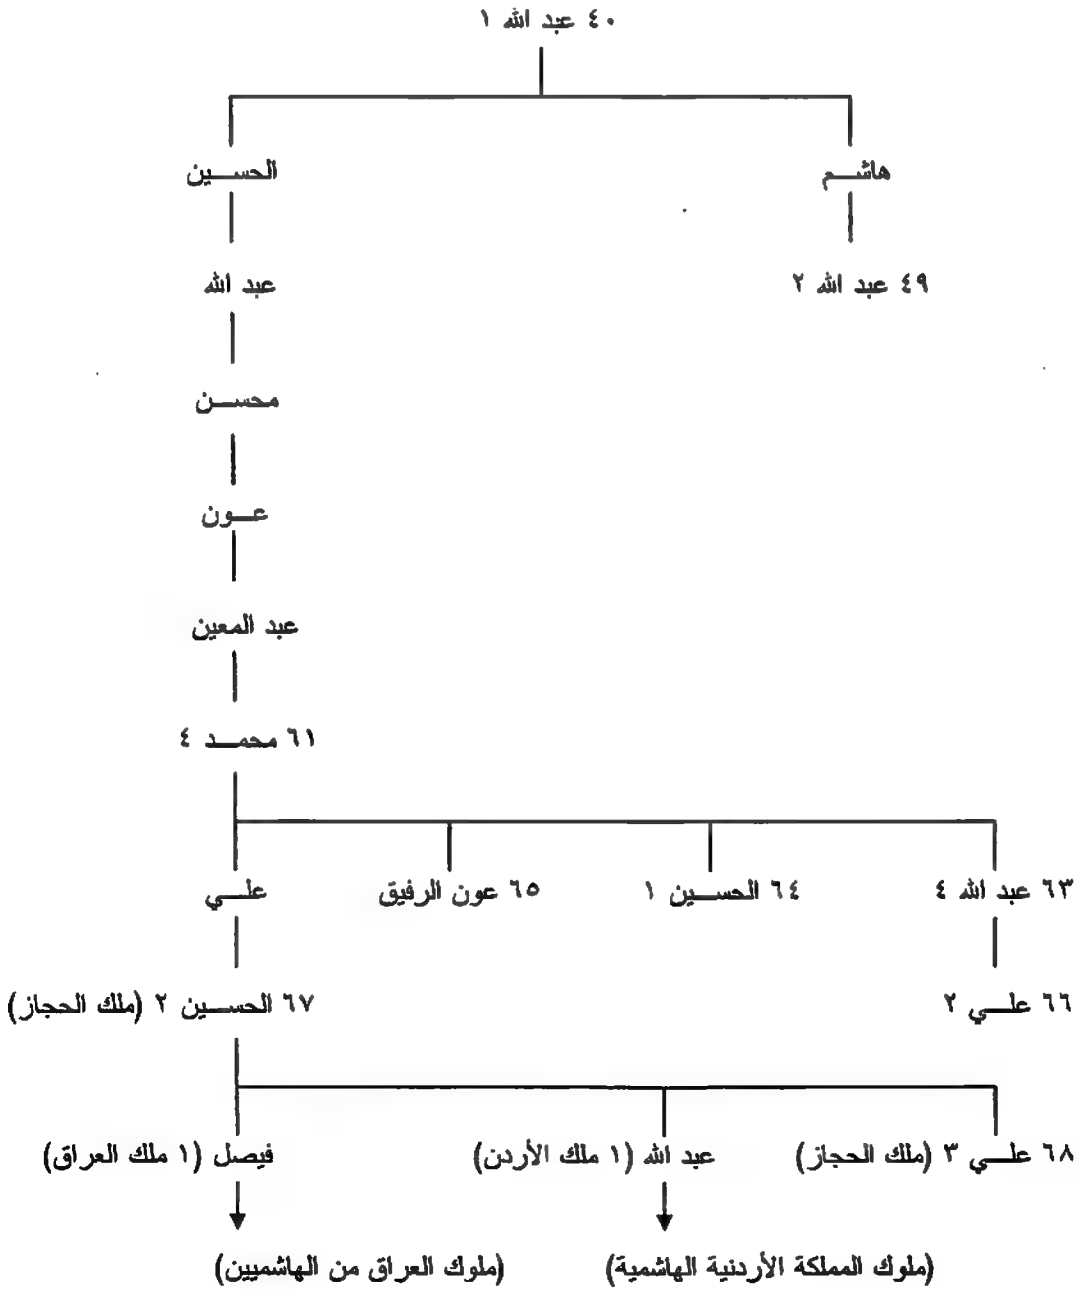 ٤٠ عبد الله ١
هاشم
الحسين
٤٩ عبد الله ٢
عبد الله
محسن
عون
عبد المعين
٦١ محمد ٤
٦٣ عبد الله ٤
٦٤ الحسين ١
٦٥ عون الرفيق
علي
٦٦ علي ٢
٦٧ الحسين ٢ (ملك الحجاز)
٦٨ علي ٣ (ملك الحجاز)
عبد الله (١ ملك الأردن)
فيصل (١ ملك العراق)
(ملوك المملكة الأردنية الهاشمية)
(ملوك العراق من الهاشميين)